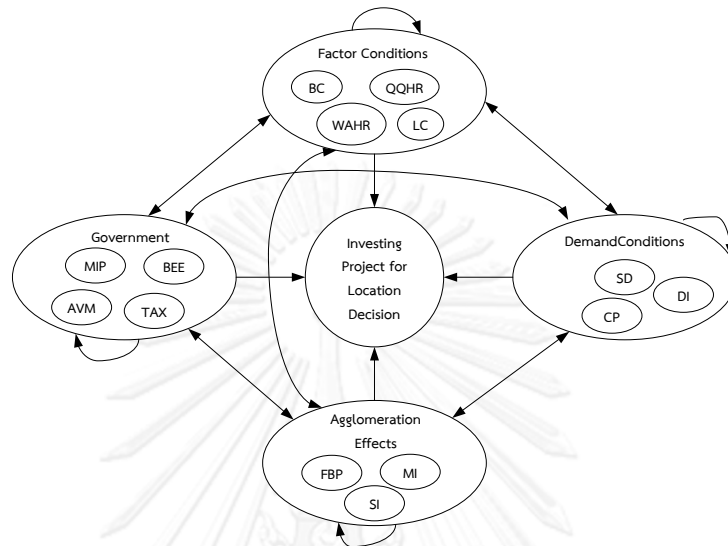 Factor Conditions
BC
QQHR
WAHR
LC
Government
MIP
BEE
AVM
TAX
Investing
Project for
Location
Decision
DemandConditions
SD
DI
CP
Agglomeration
Effects
FBP
MI
SI